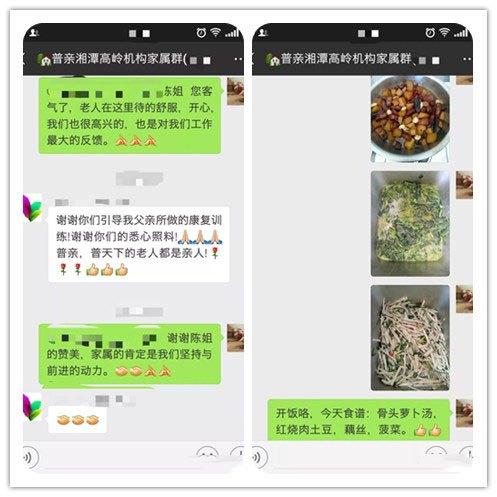 普亲湘潭高岭机构家属群(
陈姐 您客
气了，老人在这里待的舒服，开心，
我们也很高兴的，也是对我们工作
最大的反馈。
谢谢你们引导我父亲所做的康复训
练!谢谢你们的悉心照料!
普亲，普天下的老人都是亲人!
谢谢陈姐
的赞美，家属的肯定是我们坚持与
前进的动力。
普亲湘潭高岭机构家属群
开饭咯，今天食谱：骨头萝卜汤，
红烧肉土豆，藕丝，菠菜。